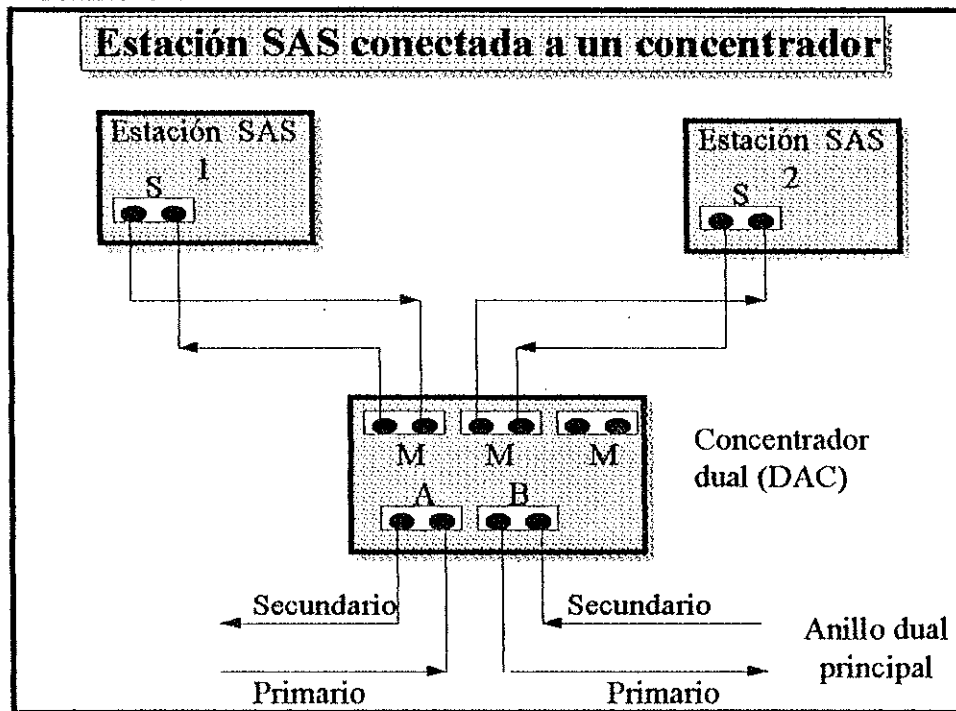 Estación SAS conectada a un concentrador
Estación SAS
1
S
Estación SAS
2
S
M
M
M
Concentrador
dual (DAC)
A
B
Secundario
Secundario
Anillo dual
principal
Primario
Primario